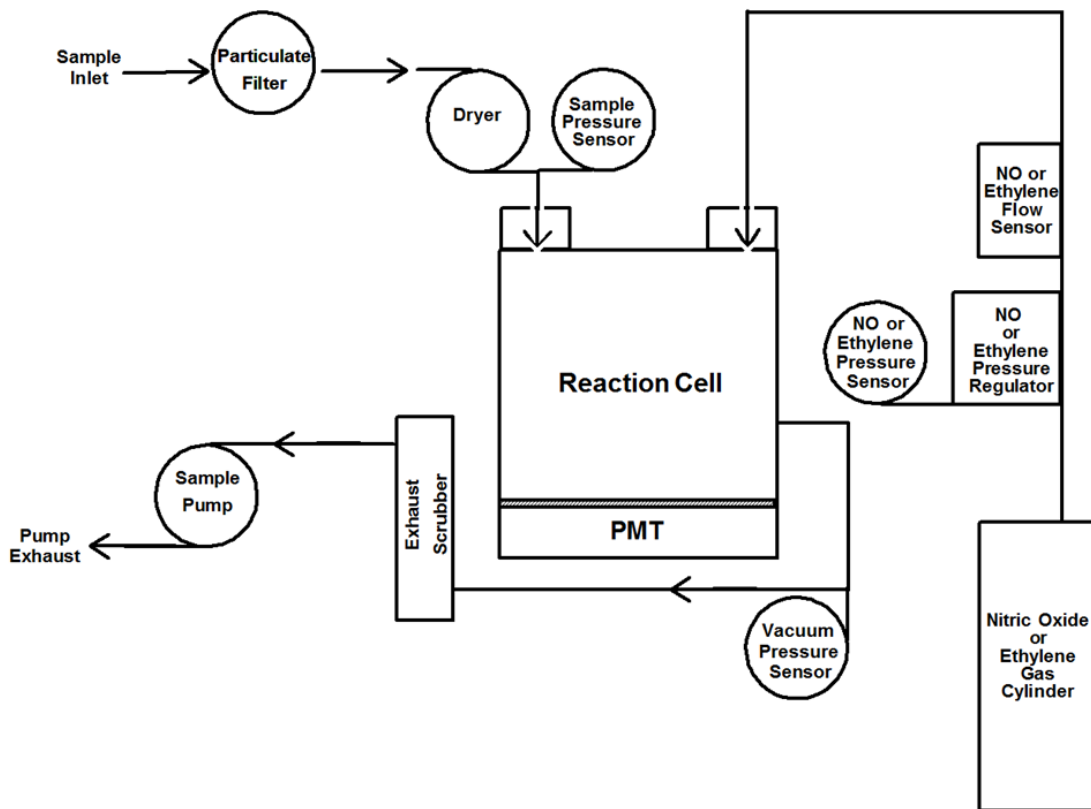 Sample
Inlet
Particulate
Filter
Dryer
Sample
Pressure
Sensor
NO or
Ethylene
Flow
Sensor
NO or
Ethylene
Pressure
Sensor
NO
or
Ethylene
Pressure
Regulator
Reaction Cell
PMT
Exhaust
Scrubber
Sample
Pump
Pump
Exhaust
Vacuum
Pressure
Sensor
Nitric Oxide
or
Ethylene
Gas
Cylinder